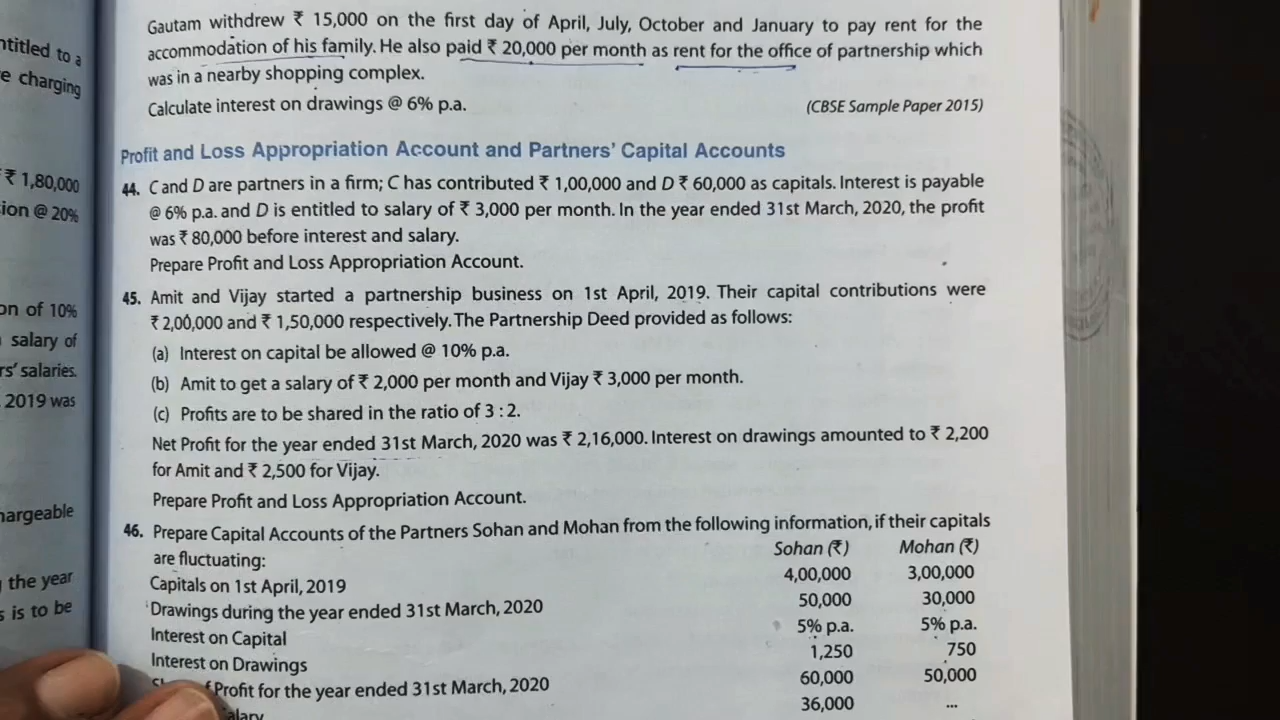 Gautam withdrew ₹ 15,000 on the first day of April, July, October and January to pay rent for the
accommodation of his family. He also paid ₹ 20,000 per month as rent for the office of partnership which
was in a nearby shopping complex.
Calculate interest on drawings @ 6% p.a. (CBSE Sample Paper 2015)
Profit and Loss Appropriation Account and Partners' Capital Accounts
44. C and D are partners in a firm; C has contributed ₹ 1,00,000 and D ₹ 60,000 as capitals. Interest is payable
@ 6% p.a. and D is entitled to salary of ₹ 3,000 per month. In the year ended 31st March, 2020, the profit
was ₹ 80,000 before interest and salary.
Prepare Profit and Loss Appropriation Account.
45. Amit and Vijay started a partnership business on 1st April, 2019. Their capital contributions were
₹ 2,00,000 and ₹ 1,50,000 respectively. The Partnership Deed provided as follows:
(a) Interest on capital be allowed @ 10% p.a.
(b) Amit to get a salary of ₹ 2,000 per month and Vijay ₹ 3,000 per month.
(c) Profits are to be shared in the ratio of 3 : 2.
Net Profit for the year ended 31st March, 2020 was ₹ 2,16,000. Interest on drawings amounted to ₹ 2,200
for Amit and ₹ 2,500 for Vijay.
Prepare Profit and Loss Appropriation Account.
46. Prepare Capital Accounts of the Partners Sohan and Mohan from the following information, if their capitals
are fluctuating: Sohan (₹) Mohan (₹)
Capitals on 1st April, 2019 4,00,000 3,00,000
Drawings during the year ended 31st March, 2020 50,000 30,000
Interest on Capital 5% p.a. 5% p.a.
Interest on Drawings 1,250 750
Profit for the year ended 31st March, 2020 60,000 50,000
36,000 ...
to a
charging
₹ 1,80,000
@ 20%
of 10%
salary of
salaries.
2019 was
the year
is to be